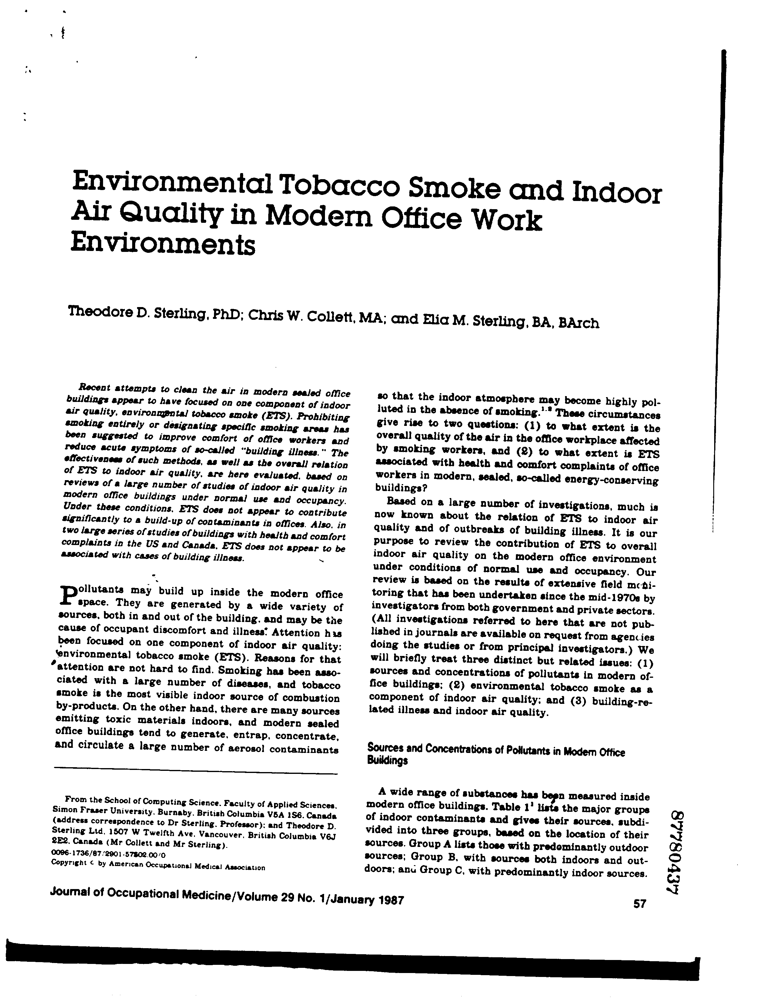 Environmental Tobacco Smoke and Indoor
Air Quality in Modern Office Work
Environments
Theodore D. Sterling, PhD; Chris W. Collett, MA; and Elia M. Sterling, BA, BArch
Recent attempts to clean the air in modern sealed office
buildings appear to have focused on one component of indoor
air quality, environmental tobacco smoke (ETS). Prohibiting
smoking entirely or designating specific smoking areas has
been suggested to improve comfort of office workers and
reduce acute symptoms of so-called "building illness." The
effectiveness of such methods, as well as the overall relation
of ETS to indoor air quality, are here evaluated, based on
reviews of a large number of studies of indoor air quality in
modern office buildings under normal use and occupancy.
Under these conditions, ETS does not appear to contribute
significantly to a build-up of contaminants in offices. Also, in
two large series of studies of buildings with health and comfort
complaints in the US and Canada, ETS does not appear to be
associated with cases of building illness.
Pollutants may build up inside the modern office
space. They are generated by a wide variety of
sources, both in and out of the building, and may be the
cause of occupant discomfort and illness. Attention has
been focused on one component of indoor air quality:
environmental tobacco smoke (ETS). Reasons for that
attention are not hard to find. Smoking has been asso-
ciated with a large number of diseases, and tobacco
smoke is the most visible indoor source of combustion
by-products. On the other hand, there are many sources
emitting toxic materials indoors, and modern sealed
office buildings tend to generate, entrap, concentrate,
and circulate a large number of aerosol contaminants
From the School of Computing Science, Faculty of Applied Sciences,
Simon Fraser University, Burnaby, British Columbia V5A 1S6, Canada
(address correspondence to Dr Sterling, Professor); and Theodore D.
Sterling Ltd, 1507 W Twelfth Ave, Vancouver, British Columbia V6J
2E2, Canada (Mr Collett and Mr Sterling).
0096-1736/87/2901-57$02.00/0
Copyright © by American Occupational Medical Association
so that the indoor atmosphere may become highly pol-
luted in the absence of smoking. These circumstances
give rise to two questions: (1) to what extent is the
overall quality of the air in the office workplace affected
by smoking workers, and (2) to what extent is ETS
associated with health and comfort complaints of office
workers in modern, sealed, so-called energy-conserving
buildings?
Based on a large number of investigations, much is
now known about the relation of ETS to indoor air
quality and of outbreaks of building illness. It is our
purpose to review the contribution of ETS to overall
indoor air quality on the modern office environment
under conditions of normal use and occupancy. Our
review is based on the results of extensive field moni-
toring that has been undertaken since the mid-1970s by
investigators from both government and private sectors.
(All investigations referred to here that are not pub-
lished in journals are available on request from agencies
doing the studies or from principal investigators.) We
will briefly treat three distinct but related issues: (1)
sources and concentrations of pollutants in modern of-
fice buildings; (2) environmental tobacco smoke as a
component of indoor air quality; and (3) building-re-
lated illness and indoor air quality.
Sources and Concentrations of Pollutants in Modern Office
Buildings
A wide range of substances has been measured inside
modern office buildings. Table 1¹ lists the major groups
of indoor contaminants and gives their sources, subdi-
vided into three groups, based on the location of their
sources. Group A lists those with predominantly outdoor
sources; Group B, with sources both indoors and out-
doors; and Group C, with predominantly indoor sources.
Journal of Occupational Medicine/Volume 29 No. 1/January 1987
57
87780437